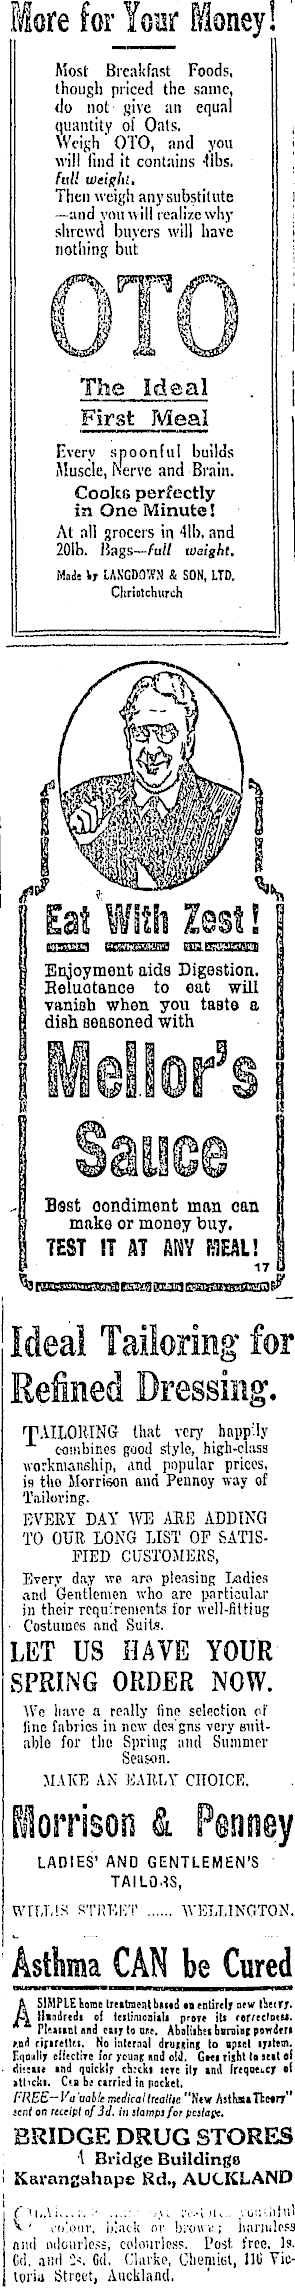 More for Your Money!
Most Breakfast Foods,
though priced the same,
do not give an equal
quantity of Oats.
Weigh OTO, and you
will find it contains 4lbs.
full weight.
Then weigh any substitute
—and you will realize why
shrewd buyers will have
nothing but
OTO
The Ideal
First Meal
Every spoonful builds
Muscle, Nerve and Brain.
Cooks perfectly
in One Minute!
At all grocers in 4lb. and
20lb. Bags—full weight.
Made by LANGDOWN & SON, LTD.
Christchurch
Eat With Zest!
Enjoyment aids Digestion.
Reluctance to eat will
vanish when you taste a
dish seasoned with
Mellor's
Sauce
Best condiment man can
make or money buy.
TEST IT AT ANY MEAL!
17
Ideal Tailoring for
Refined Dressing.
TAILORING that very happily
combines good style, high-class
workmanship, and popular prices,
is the Morrison and Penney way of
Tailoring.
EVERY DAY WE ARE ADDING
TO OUR LONG LIST OF SATIS-
FIED CUSTOMERS,
Every day we are pleasing Ladies
and Gentlemen who are particular
in their requirements for well-fitting
Costumes and Suits.
LET US HAVE YOUR
SPRING ORDER NOW.
We have a really fine selection of
fine fabrics in new designs very suit-
able for the Spring and Summer
Season.
MAKE AN EARLY CHOICE.
Morrison & Penney
LADIES' AND GENTLEMEN'S
TAILORS,
WILLIS STREET ...... WELLINGTON.
Asthma CAN be Cured
A SIMPLE home treatment based on entirely new theory.
Hundreds of testimonials prove its correctness.
Pleasant and easy to use. Abolishes burning powders
and cigarettes. No internal drugging to upset system.
Equally effective for young and old. Goes right to seat of
disease and quickly checks severity and frequency of
attacks. Can be carried in pocket.
FREE—Valuable medical treatise "New Asthma Theory"
sent on receipt of 3d. in stamps for postage.
BRIDGE DRUG STORES
1 Bridge Buildings
Karangahape Rd., AUCKLAND
youthful
colour, black or brown; harmless
and odourless, colourless. Post free, 1s.
6d. and 2s. 6d. Clarke, Chemist, 116 Vic-
toria Street, Auckland.